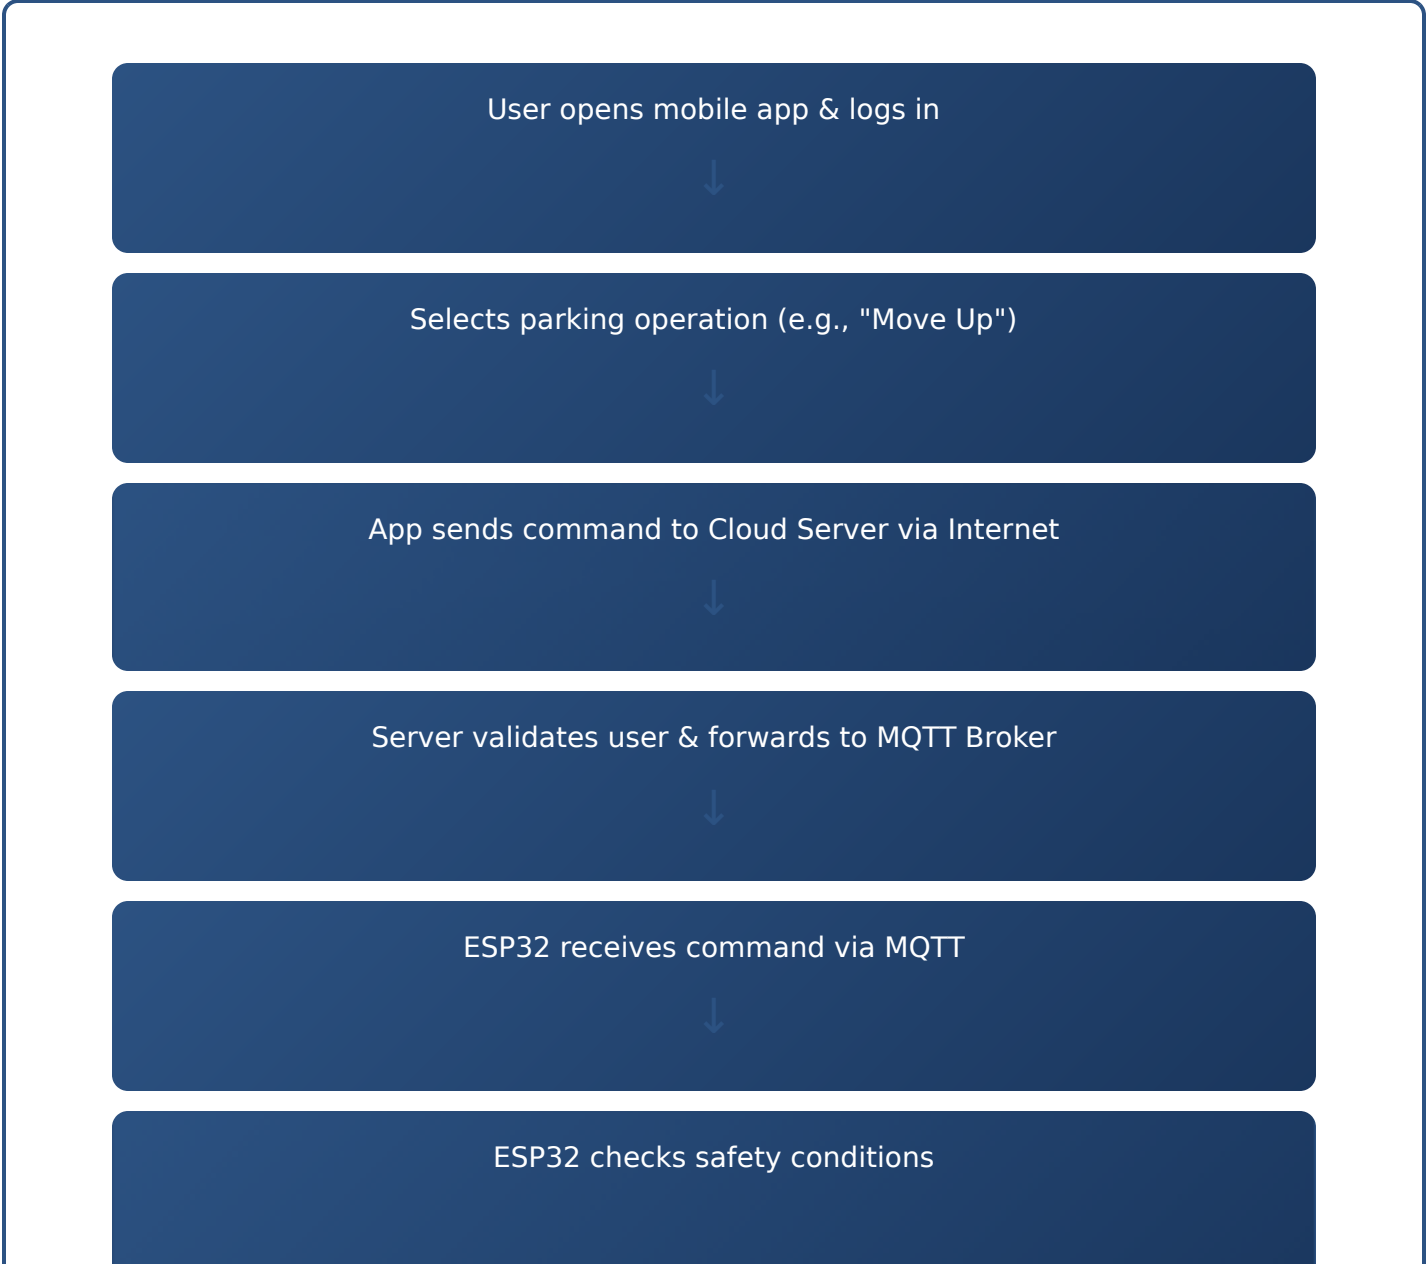 User opens mobile app & logs in
↓
Selects parking operation (e.g., "Move Up")
↓
App sends command to Cloud Server via Internet
↓
Server validates user & forwards to MQTT Broker
↓
ESP32 receives command via MQTT
↓
ESP32 checks safety conditions